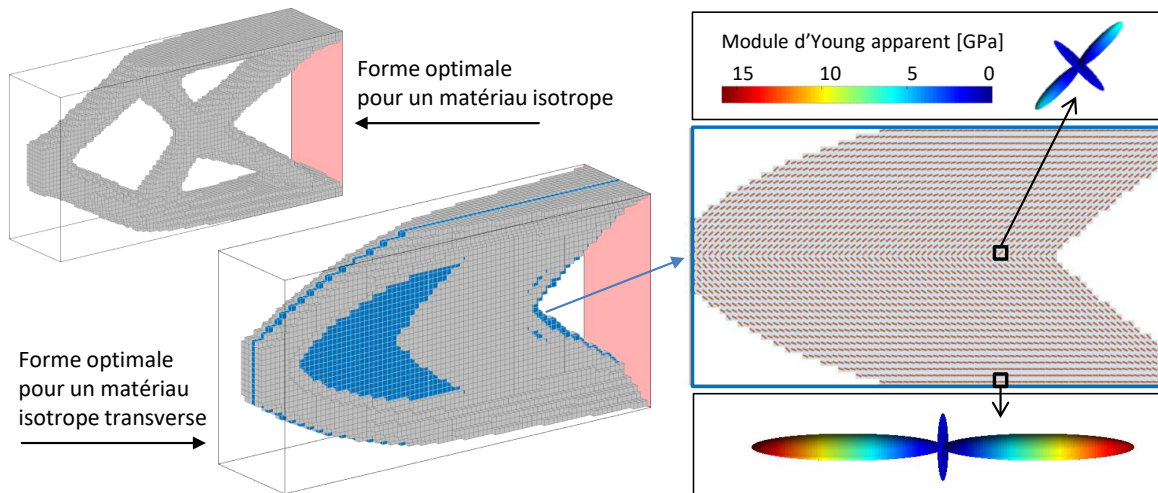 Forme optimale
pour un matériau isotrope
Forme optimale
pour un matériau
isotrope transverse
Module d'Young apparent [GPa]
15 10 5 0